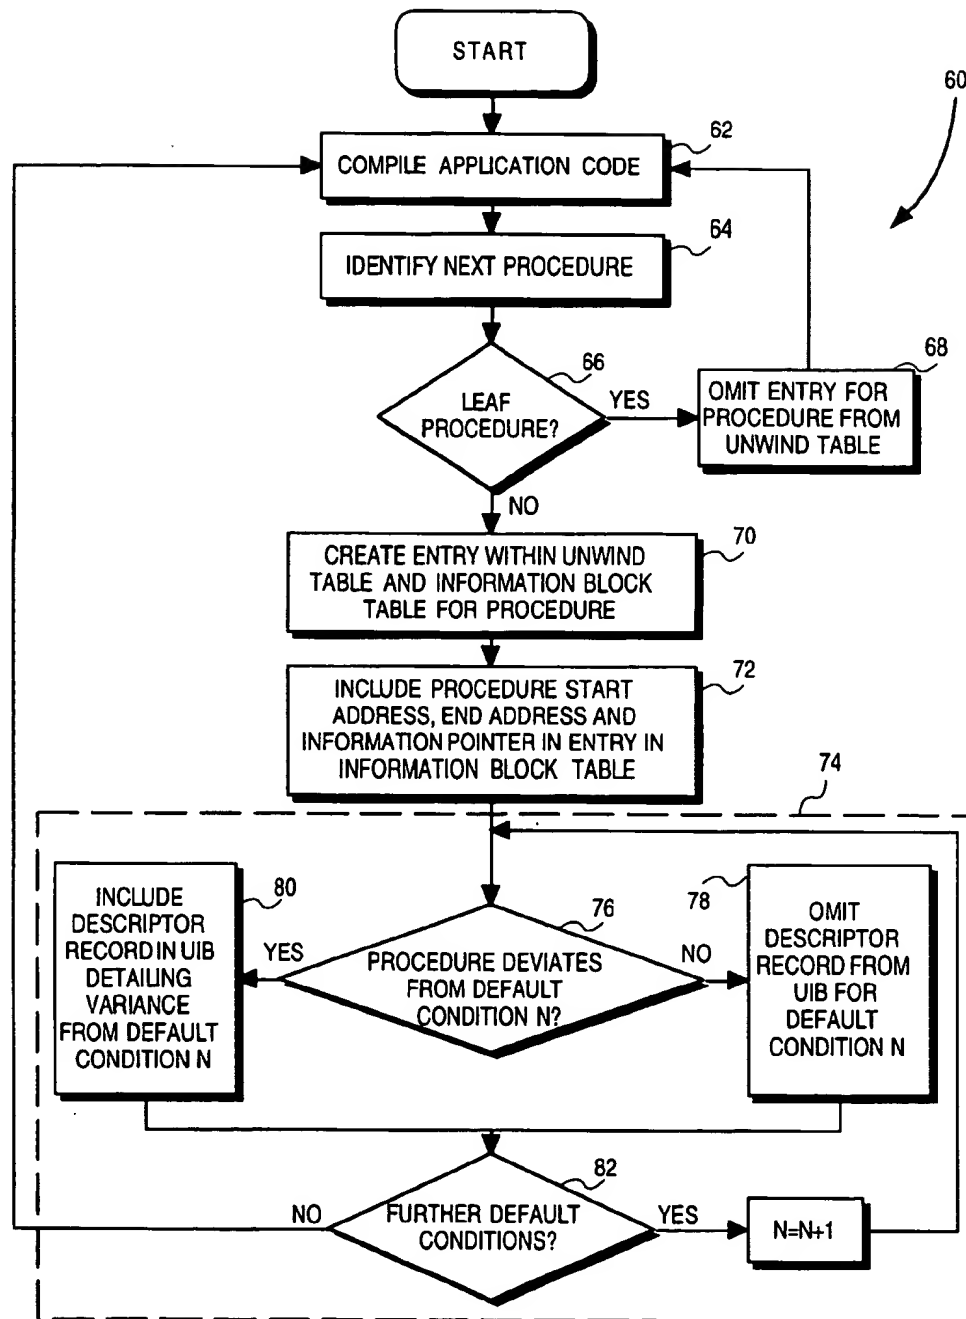 START
60
62
COMPILE APPLICATION CODE
64
IDENTIFY NEXT PROCEDURE
66
LEAF
PROCEDURE?
YES
68
OMIT ENTRY FOR
PROCEDURE FROM
UNWIND TABLE
NO
70
CREATE ENTRY WITHIN UNWIND
TABLE AND INFORMATION BLOCK
TABLE FOR PROCEDURE
72
INCLUDE PROCEDURE START
ADDRESS, END ADDRESS AND
INFORMATION POINTER IN ENTRY IN
INFORMATION BLOCK TABLE
74
80
INCLUDE
DESCRIPTOR
RECORD IN UIB
DETAILING
VARIANCE
FROM DEFAULT
CONDITION N
YES
76
PROCEDURE DEVIATES
FROM DEFAULT
CONDITION N?
NO
78
OMIT
DESCRIPTOR
RECORD FROM
UIB FOR
DEFAULT
CONDITION N
82
NO
FURTHER DEFAULT
CONDITIONS?
YES
N=N+1